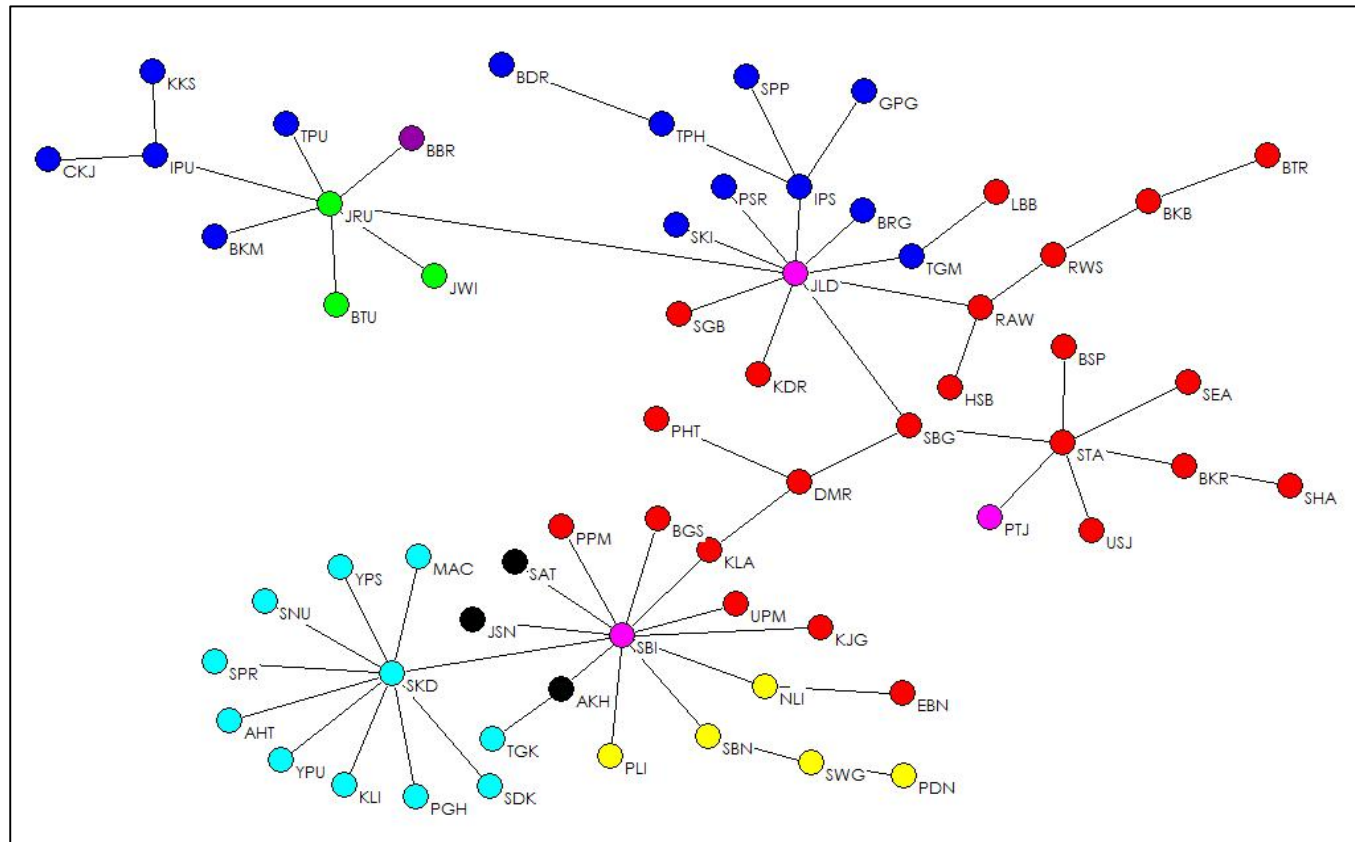 KKS
BDR
SPP
GPG
TPU
BBR
TPH
CKJ
IPU
BTR
JRU
PSR
IPS
LBB
BKB
BKM
SKI
BRG
RWS
TGM
JWI
JLD
BTU
SGB
RAW
BSP
KDR
HSB
SEA
PHT
SBG
STA
BKR
DMR
SHA
PPM
BGS
PTJ
USJ
YPS
MAC
SAT
KLA
SNU
UPM
JSN
KJG
SBI
SPR
SKD
AKH
NLI
EBN
AHT
TGK
SBN
YPU
PLI
SWG
PDN
KLI
PGH
SDK